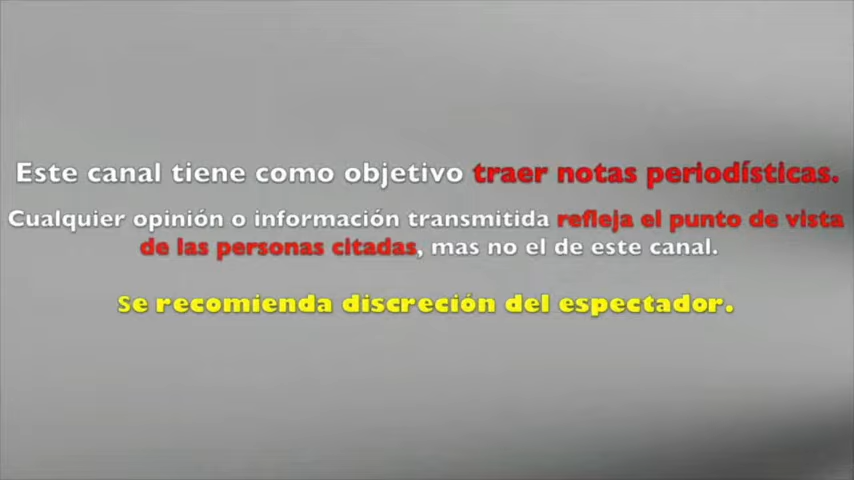 Este canal tiene como objetivo traer notas periodísticas.
Cualquier opinión o información transmitida refleja el punto de vista
de las personas citadas, mas no el de este canal.
Se recomienda discreción del espectador.